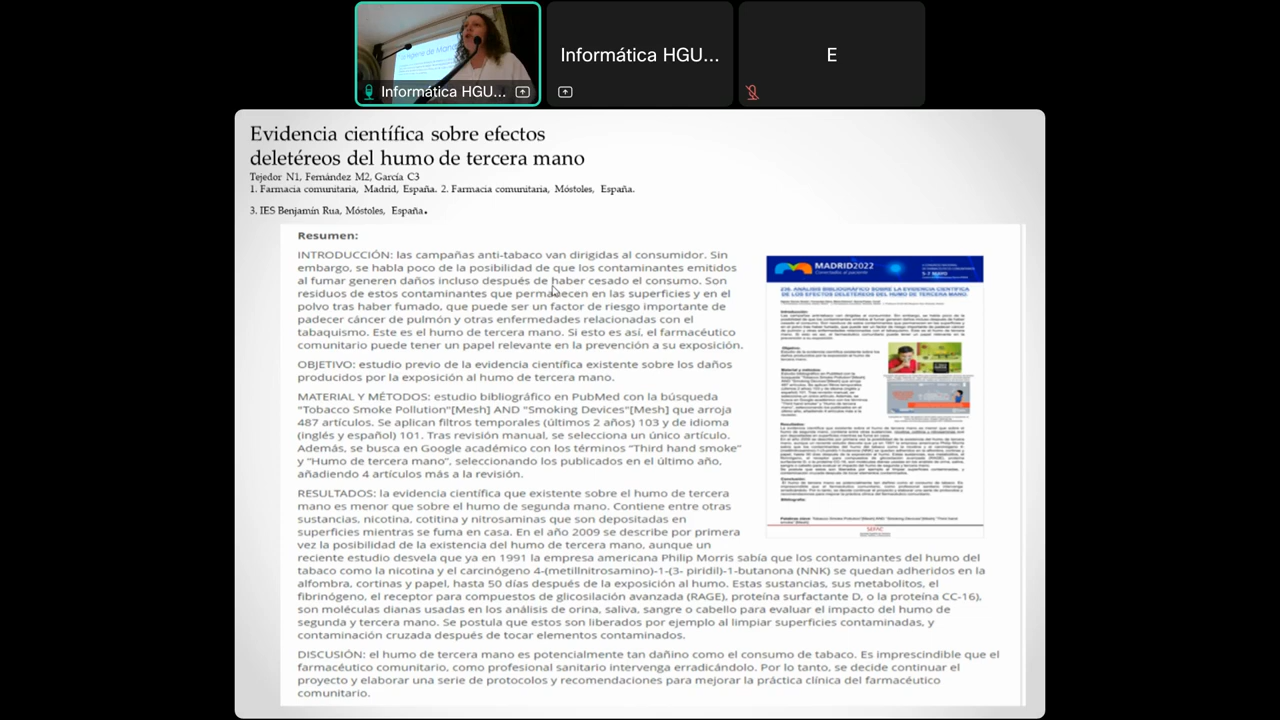 Informática HGU...
Informática HGU...
E
Evidencia científica sobre efectos
deletéreos del humo de tercera mano
Tejedor N1, Fernández M2, García C3
1. Farmacia comunitaria, Madrid, España. 2. Farmacia comunitaria, Móstoles, España.
3. IES Benjamín Rua, Móstoles, España.
Resumen:
INTRODUCCIÓN: las campañas anti-tabaco van dirigidas al consumidor. Sin
embargo, se habla poco de la posibilidad de que los contaminantes emitidos
al fumar generen daños incluso después de haber cesado el consumo. Son
residuos de estos contaminantes que permanecen en las superficies y en el
polvo tras haber fumado, que puede ser un factor de riesgo importante de
padecer cáncer de pulmón y otras enfermedades relacionadas con el
tabaquismo. Este es el humo de tercera mano. Si esto es así, el farmacéutico
comunitario puede tener un papel relevante en la prevención a su exposición.
OBJETIVO: estudio previo de la evidencia científica existente sobre los daños
producidos por la exposición al humo de tercera mano.
MATERIAL Y MÉTODOS: estudio bibliográfico en PubMed con la búsqueda
"Tobacco Smoke Polution"[Mesh] AND "Smoking Devices"[Mesh] que arroja
487 artículos. Se aplican filtros temporales (últimos 2 años) 103 y de idioma
(inglés y español) 101. Tras revisión manual, se selecciona un único artículo.
Además, se busca en Google académico con los términos "Third hand smoke"
y "humo de tercera mano", seleccionando los publicados en el último año,
añadiendo 4 artículos más a la revisión.
RESULTADOS: la evidencia científica que existente sobre el humo de tercera
mano es menor que sobre el humo de segunda mano. Contiene entre otras
sustancias, nicotina, cotitina y nitrosaminas que son depositadas en
superficies mientras se fuma en casa. En el año 2009 se describe por primera
vez la posibilidad de la existencia del humo de tercera mano, aunque un
reciente estudio desvela que ya en 1991 la empresa americana Philip Morris sabía que los contaminantes del humo del
tabaco como la nicotina y el carcinógeno 4-(metillnitrosamino)-1-(3- piridil)-1-butanona (NNK) se quedan adheridos en la
alfombra, cortinas y papel, hasta 50 días después de la exposición al humo. Estas sustancias, sus metabolitos, el
fibrinógeno, el receptor para compuestos de glicosilación avanzada (RAGE), proteína surfactante D, o la proteína CC-16),
son moléculas dianas usadas en los análisis de orina, saliva, sangre o cabello para evaluar el impacto del humo de
segunda y tercera mano. Se postula que estos son liberados por ejemplo al limpiar superficies contaminadas, y
contaminación cruzada después de tocar elementos contaminados.
DISCUSIÓN: el humo de tercera mano es potencialmente tan dañino como el consumo de tabaco. Es imprescindible que el
farmacéutico comunitario, como profesional sanitario intervenga erradicándolo. Por lo tanto, se decide continuar el
proyecto y elaborar una serie de protocolos y recomendaciones para mejorar la práctica clínica del farmacéutico
comunitario.
MADRID2022